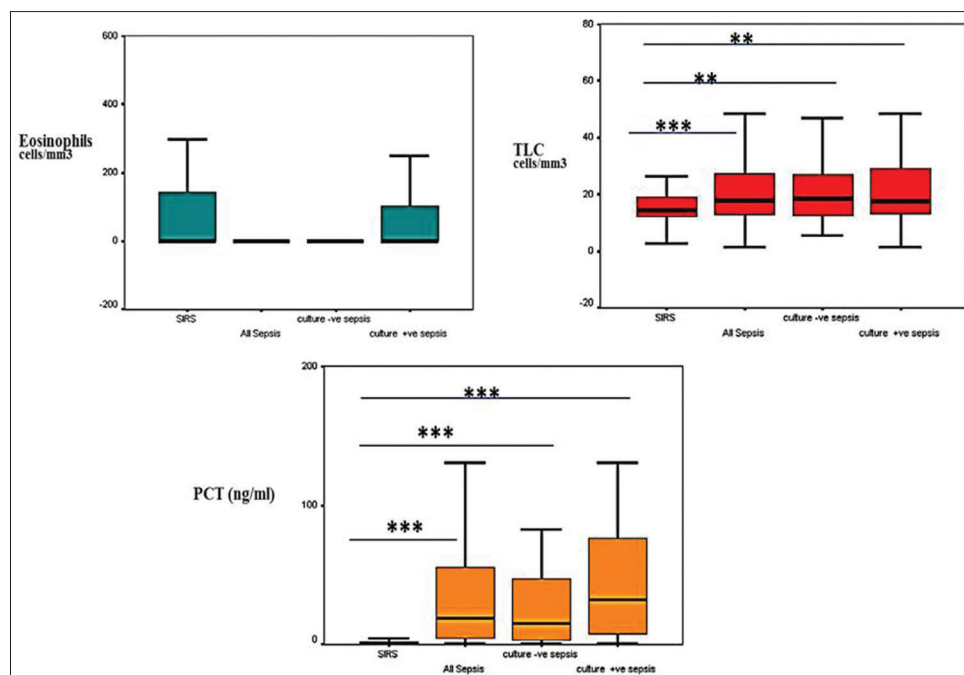 600
400
200
0
-200
Eosinophils
cells/mm3
SIRS
All Sepsis
culture -ve sepsis
culture +ve sepsis
80
60
40
20
0
-20
TLC
cells/mm3
**
**
***
SIRS
All Sepsis
culture -ve sepsis
culture +ve sepsis
200
100
0
PCT (ng/ml)
***
***
***
SIRS
All Sepsis
culture -ve sepsis
culture +ve sepsis